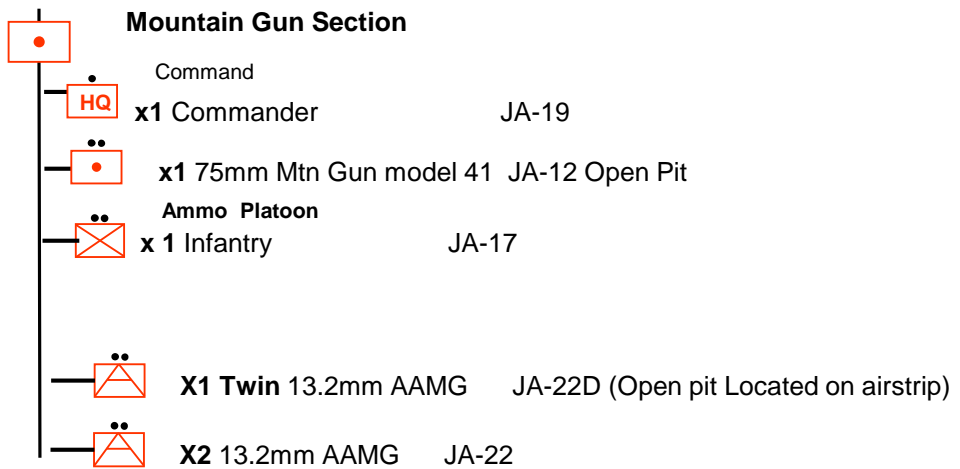 Mountain Gun Section
Command
HQ
x1 Commander JA-19
x1 75mm Mtn Gun model 41 JA-12 Open Pit
Ammo Platoon
x 1 Infantry JA-17
X1 Twin 13.2mm AAMG JA-22D (Open pit Located on airstrip)
X2 13.2mm AAMG JA-22